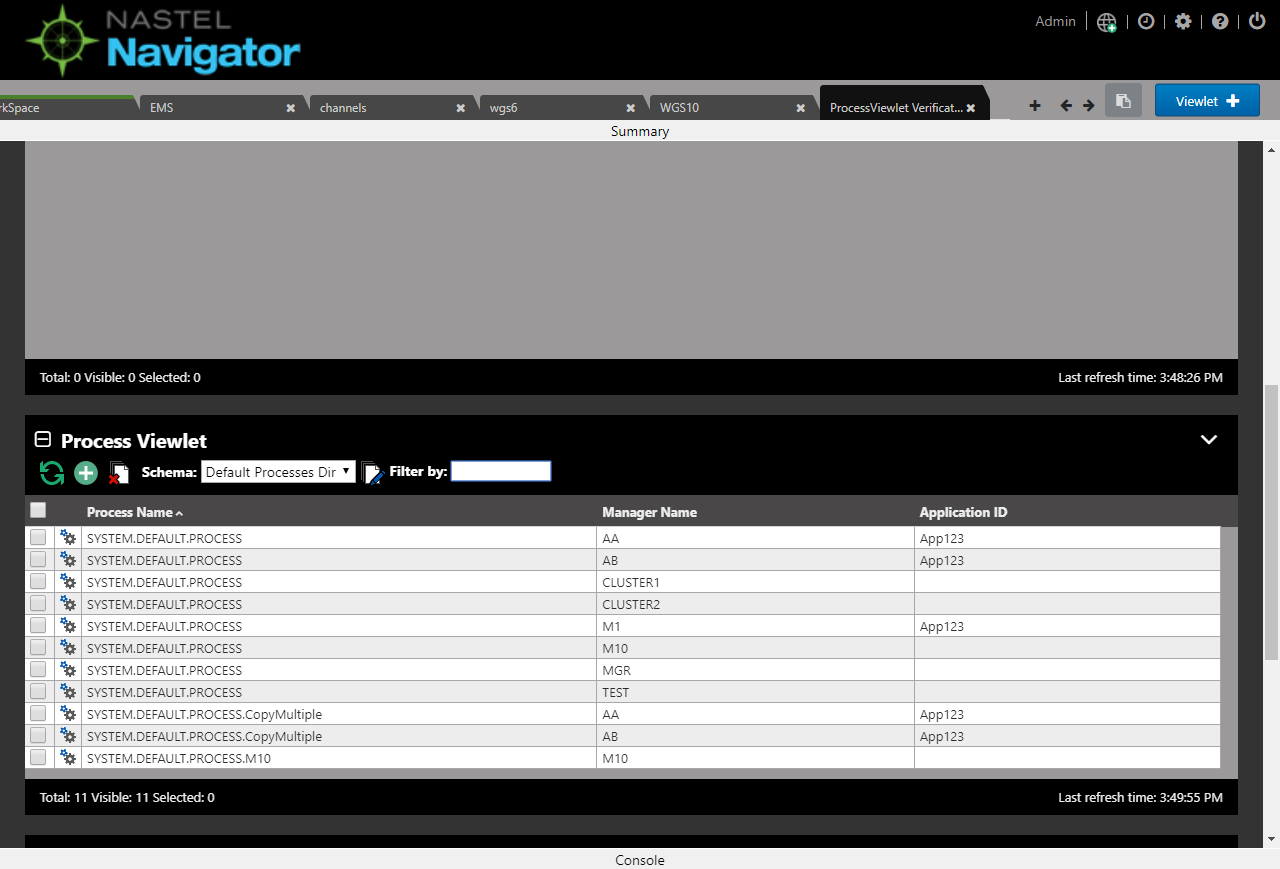 NASTEL
Navigator
Admin
rkSpace
EMS
channels
wgs6
WGS10
ProcessViewlet Verificat...
Viewlet
Summary
Total: 0 Visible: 0 Selected: 0
Last refresh time: 3:48:26 PM
Process Viewlet
Schema: Default Processes Dir Filter by:
Process Name Manager Name Application ID
SYSTEM.DEFAULT.PROCESS AA App123
SYSTEM.DEFAULT.PROCESS AB App123
SYSTEM.DEFAULT.PROCESS CLUSTER1
SYSTEM.DEFAULT.PROCESS CLUSTER2
SYSTEM.DEFAULT.PROCESS M1 App123
SYSTEM.DEFAULT.PROCESS M10
SYSTEM.DEFAULT.PROCESS MGR
SYSTEM.DEFAULT.PROCESS TEST
SYSTEM.DEFAULT.PROCESS.CopyMultiple AA App123
SYSTEM.DEFAULT.PROCESS.CopyMultiple AB App123
SYSTEM.DEFAULT.PROCESS.M10 M10
Total: 11 Visible: 11 Selected: 0
Last refresh time: 3:49:55 PM
Console